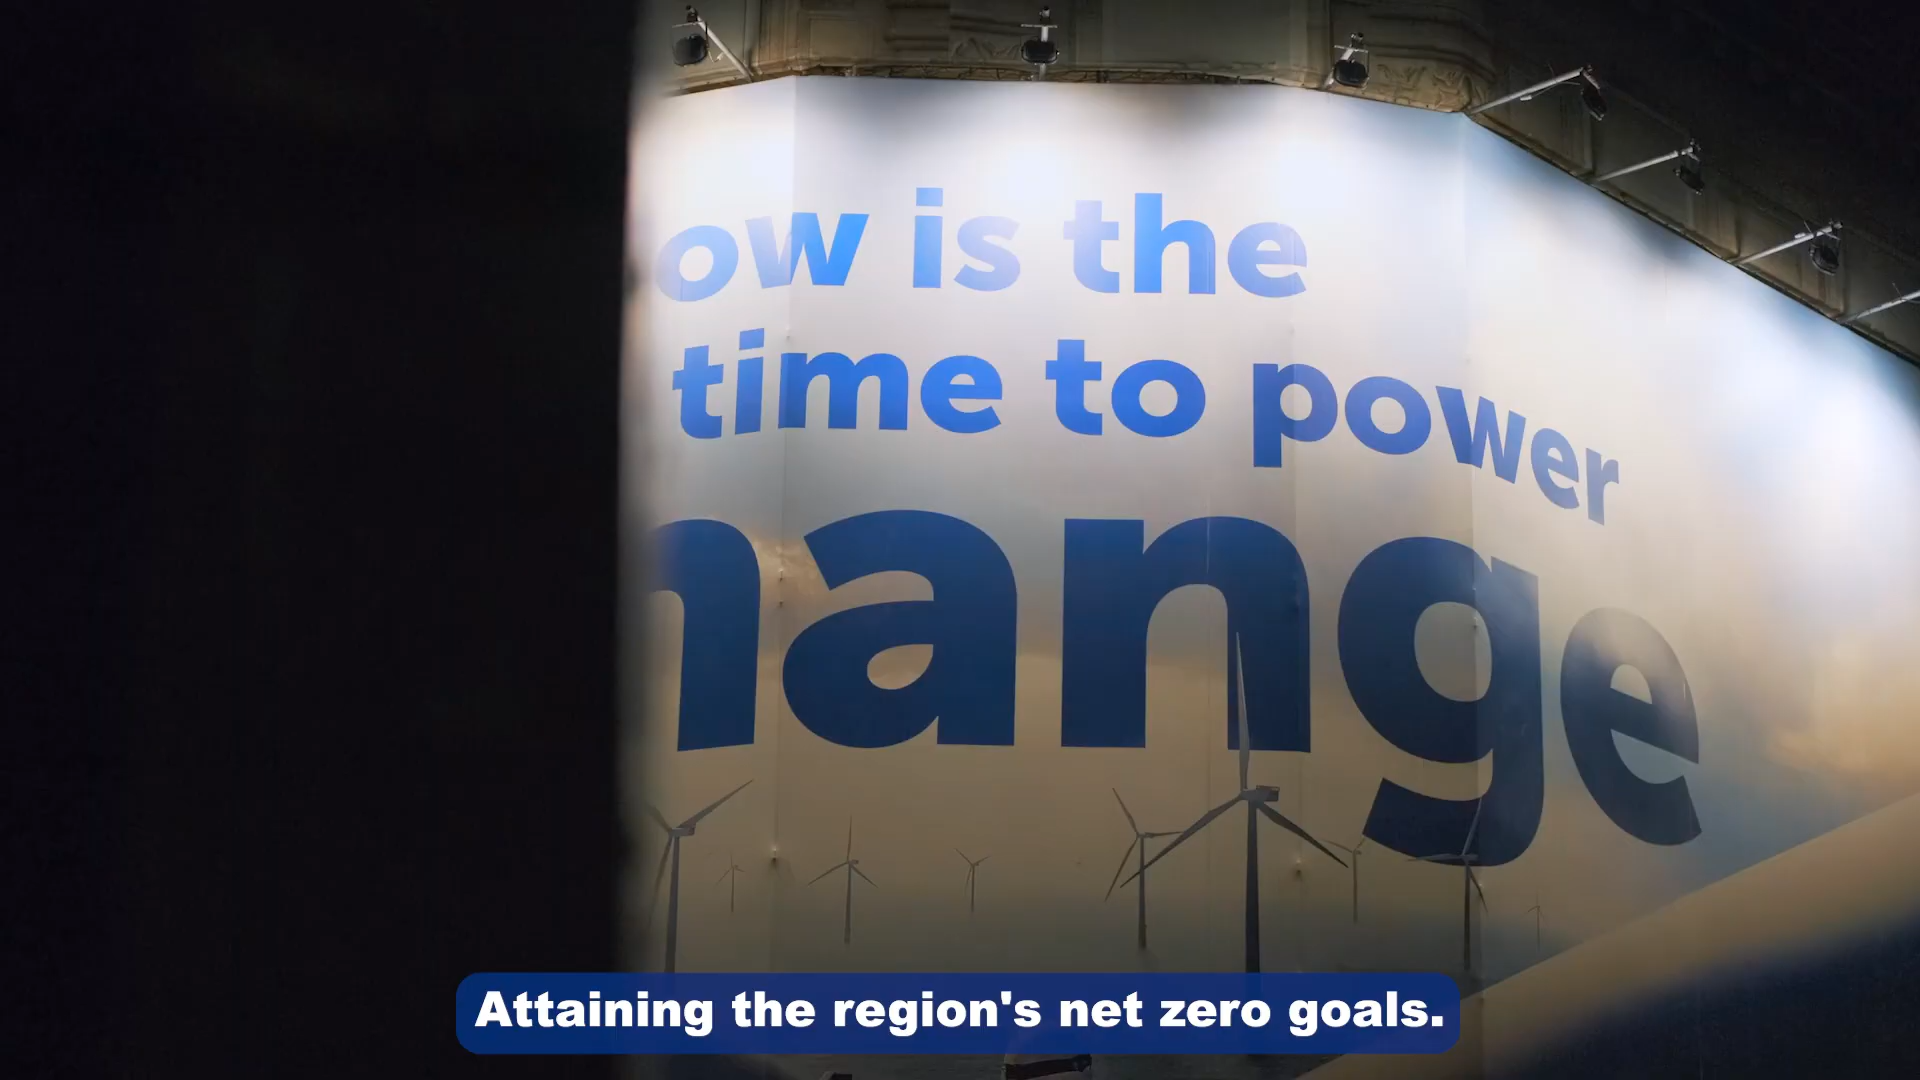 ow is the
time to power
hange
Attaining the region's net zero goals.